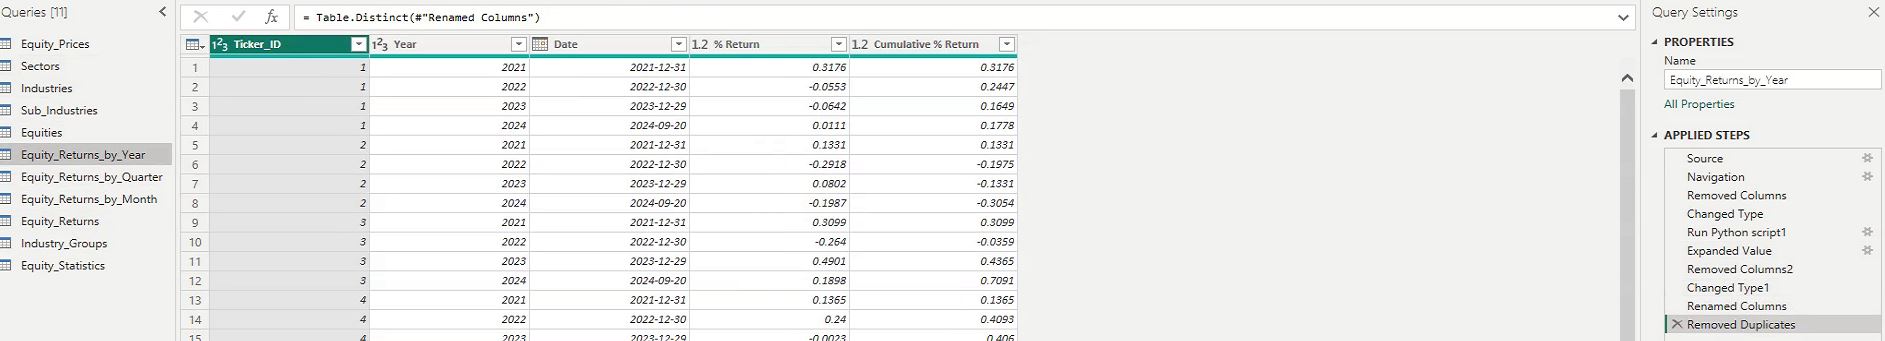 Queries [11]
Equity_Prices
Sectors
Industries
Sub_Industries
Equities
Equity_Returns_by_Year
Equity_Returns_by_Quarter
Equity_Returns_by_Month
Equity_Returns
Industry_Groups
Equity_Statistics
fx = Table.Distinct(#"Renamed Columns")
1²3 Ticker_ID 1²3 Year Date 1.2 % Return 1.2 Cumulative % Return
1 1 2021 2021-12-31 0.3176 0.3176
2 1 2022 2022-12-30 -0.0553 0.2447
3 1 2023 2023-12-29 -0.0642 0.1649
4 1 2024 2024-09-20 0.0111 0.1778
5 2 2021 2021-12-31 0.1331 0.1331
6 2 2022 2022-12-30 -0.2918 -0.1975
7 2 2023 2023-12-29 0.0802 -0.1331
8 2 2024 2024-09-20 -0.1987 -0.3054
9 3 2021 2021-12-31 0.3099 0.3099
10 3 2022 2022-12-30 -0.264 -0.0359
11 3 2023 2023-12-29 0.4901 0.4365
12 3 2024 2024-09-20 0.1898 0.7091
13 4 2021 2021-12-31 0.1365 0.1365
14 4 2022 2022-12-30 0.24 0.4093
15 4 2023 2023-12-29 -0.0023 0.406
Query Settings
PROPERTIES
Name
Equity_Returns_by_Year
All Properties
APPLIED STEPS
Source
Navigation
Removed Columns
Changed Type
Run Python script1
Expanded Value
Removed Columns2
Changed Type1
Renamed Columns
Removed Duplicates